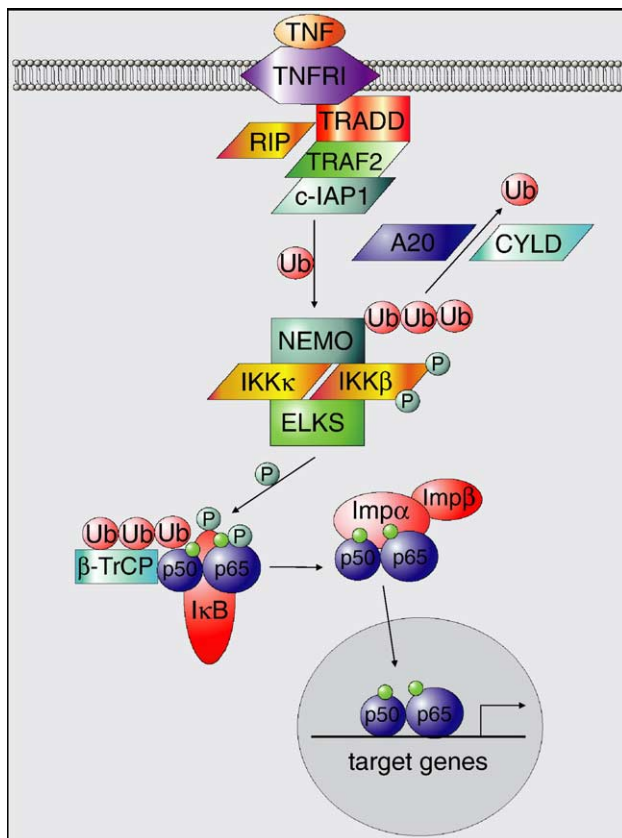 TNF
TNFRI
TRADD
RIP
TRAF2
c-IAP1
Ub
A20
CYLD
Ub
Ub Ub Ub
NEMO
IKKκ
IKKβ
P
P
ELKS
P
P
P
Ub Ub Ub
β-TrCP
p50
p65
IκB
Impα
Impβ
p50
p65
p50
p65
target genes